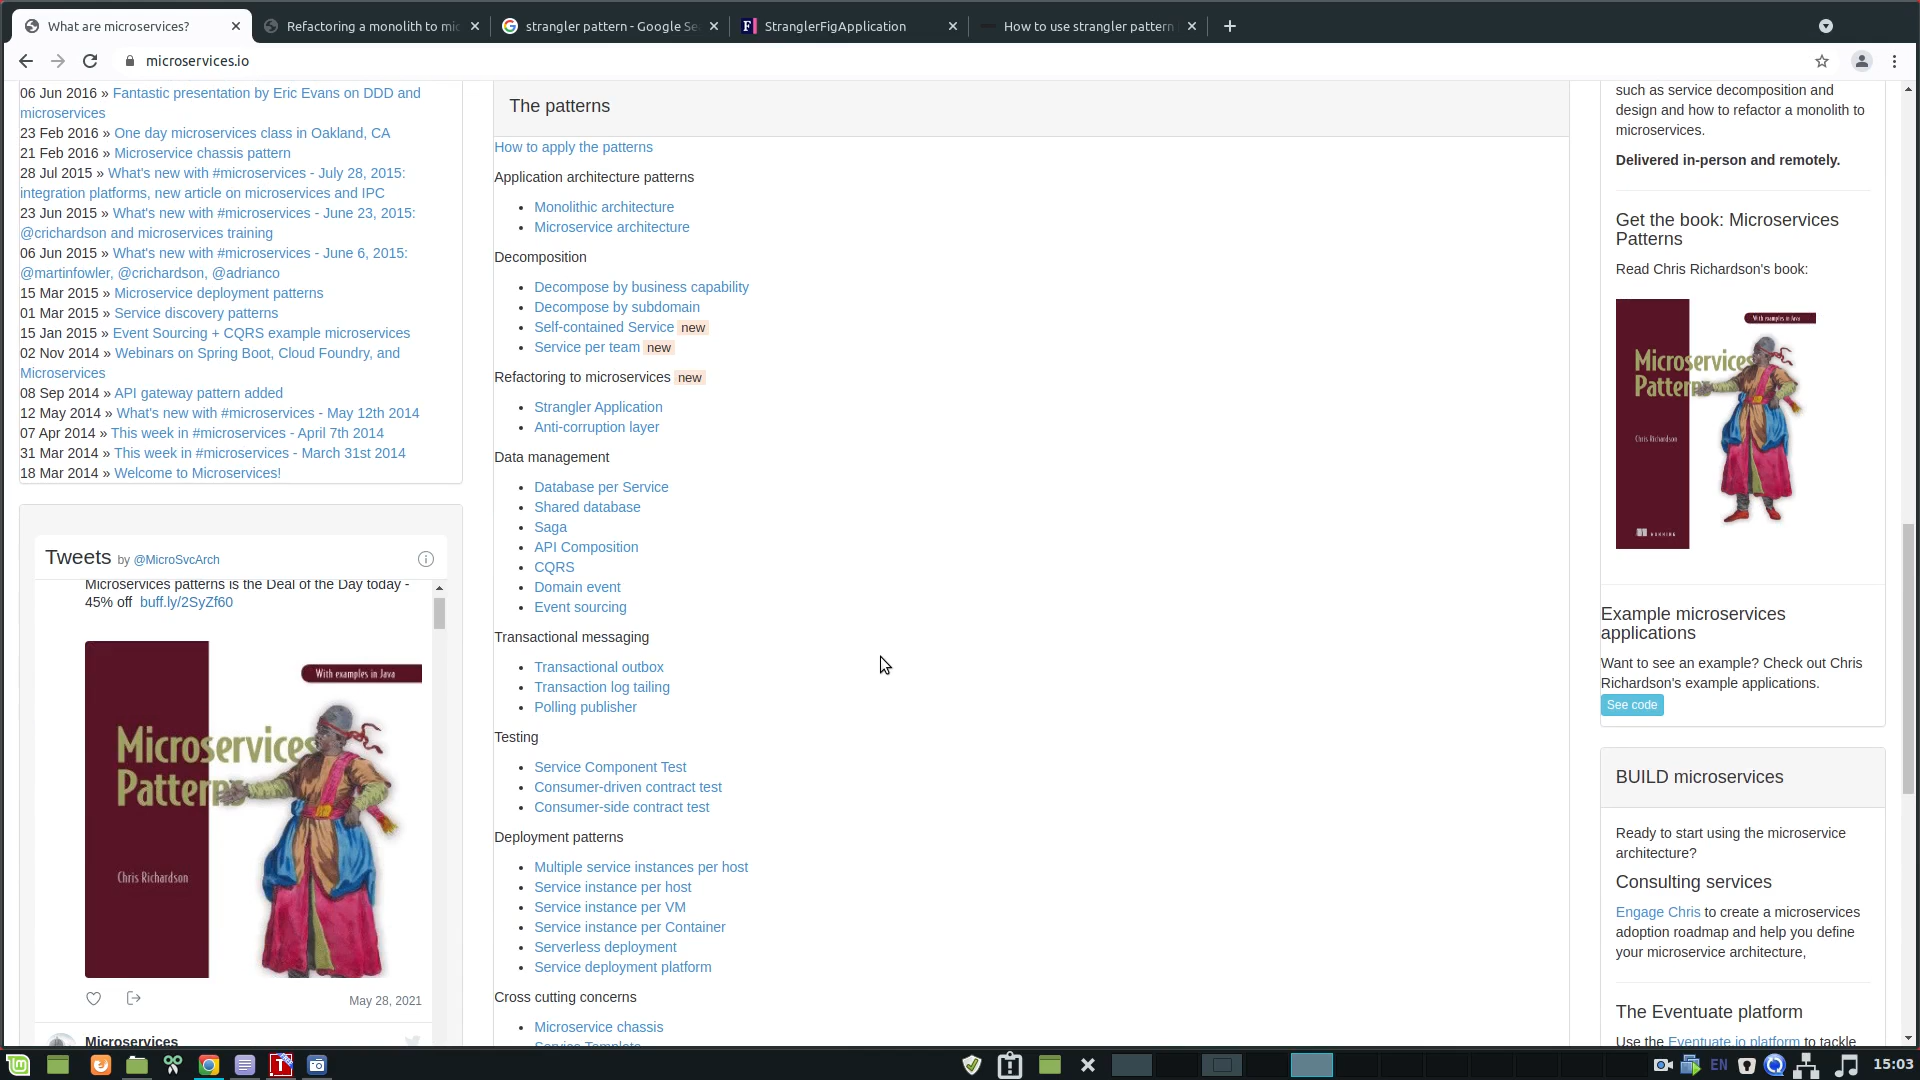 What are microservices?
Refactoring a monolith to mic
strangler pattern - Google Se
StranglerFigApplication
How to use strangler pattern
microservices.io
06 Jun 2016 » Fantastic presentation by Eric Evans on DDD and
microservices
23 Feb 2016 » One day microservices class in Oakland, CA
21 Feb 2016 » Microservice chassis pattern
28 Jul 2015 » What's new with #microservices - July 28, 2015:
integration platforms, new article on microservices and IPC
23 Jun 2015 » What's new with #microservices - June 23, 2015:
@crichardson and microservices training
06 Jun 2015 » What's new with #microservices - June 6, 2015:
@martinfowler, @crichardson, @adrianco
15 Mar 2015 » Microservice deployment patterns
01 Mar 2015 » Service discovery patterns
15 Jan 2015 » Event Sourcing + CQRS example microservices
02 Nov 2014 » Webinars on Spring Boot, Cloud Foundry, and
Microservices
08 Sep 2014 » API gateway pattern added
12 May 2014 » What's new with #microservices - May 12th 2014
07 Apr 2014 » This week in #microservices - April 7th 2014
31 Mar 2014 » This week in #microservices - March 31st 2014
18 Mar 2014 » Welcome to Microservices!
Tweets by @MicroSvcArch
Microservices patterns is the Deal of the Day today -
45% off buff.ly/2SyZf60
With examples in Java
Microservices
Patterns
Chris Richardson
May 28, 2021
Microservices
The patterns
How to apply the patterns
Application architecture patterns
Monolithic architecture
Microservice architecture
Decomposition
Decompose by business capability
Decompose by subdomain
Self-contained Service new
Service per team new
Refactoring to microservices new
Strangler Application
Anti-corruption layer
Data management
Database per Service
Shared database
Saga
API Composition
CQRS
Domain event
Event sourcing
Transactional messaging
Transactional outbox
Transaction log tailing
Polling publisher
Testing
Service Component Test
Consumer-driven contract test
Consumer-side contract test
Deployment patterns
Multiple service instances per host
Service instance per host
Service instance per VM
Service instance per Container
Serverless deployment
Service deployment platform
Cross cutting concerns
Microservice chassis
Service Template
such as service decomposition and
design and how to refactor a monolith to
microservices.
Delivered in-person and remotely.
Get the book: Microservices
Patterns
Read Chris Richardson's book:
With examples in Java
Microservices
Patterns
Chris Richardson
MANNING
Example microservices
applications
Want to see an example? Check out Chris
Richardson's example applications.
See code
BUILD microservices
Ready to start using the microservice
architecture?
Consulting services
Engage Chris to create a microservices
adoption roadmap and help you define
your microservice architecture,
The Eventuate platform
Use the Eventuate.io platform to tackle
EN
15:03